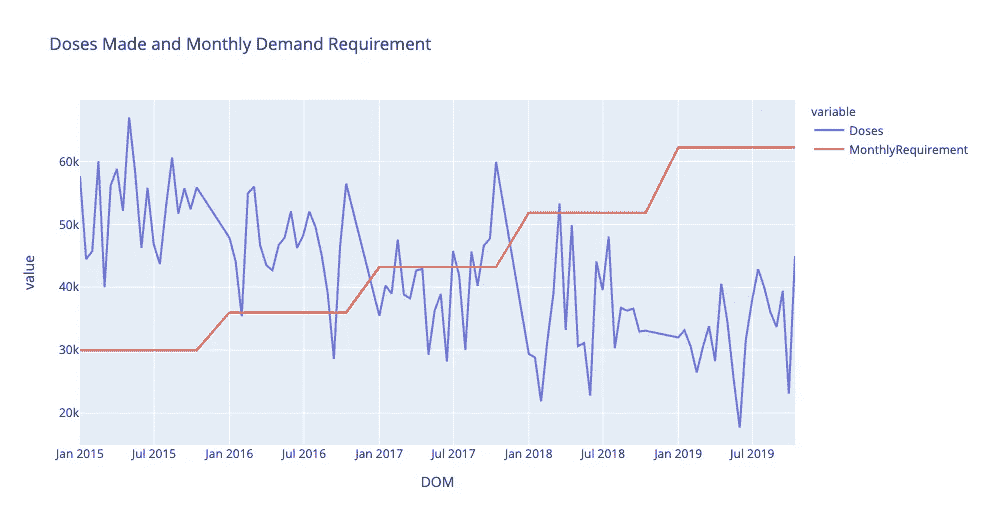 Doses Made and Monthly Demand Requirement
variable
Doses
MonthlyRequirement
60k
50k
40k
30k
20k
value
Jan 2015 Jul 2015 Jan 2016 Jul 2016 Jan 2017 Jul 2017 Jan 2018 Jul 2018 Jan 2019 Jul 2019
DOM